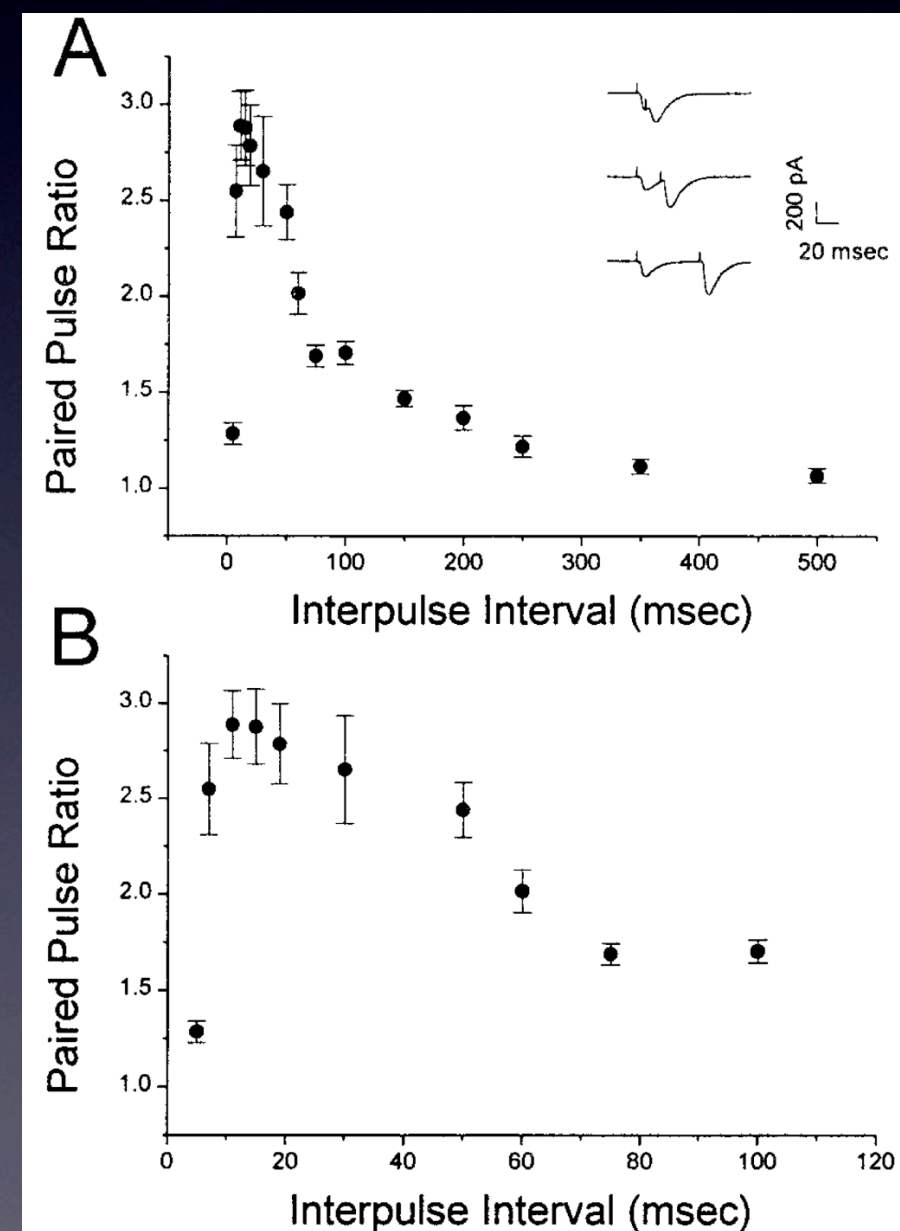 A
Paired Pulse Ratio
3.0
2.5
2.0
1.5
1.0
200 pA
20 msec
0 100 200 300 400 500
Interpulse Interval (msec)
B
Paired Pulse Ratio
3.0
2.5
2.0
1.5
1.0
0 20 40 60 80 100 120
Interpulse Interval (msec)